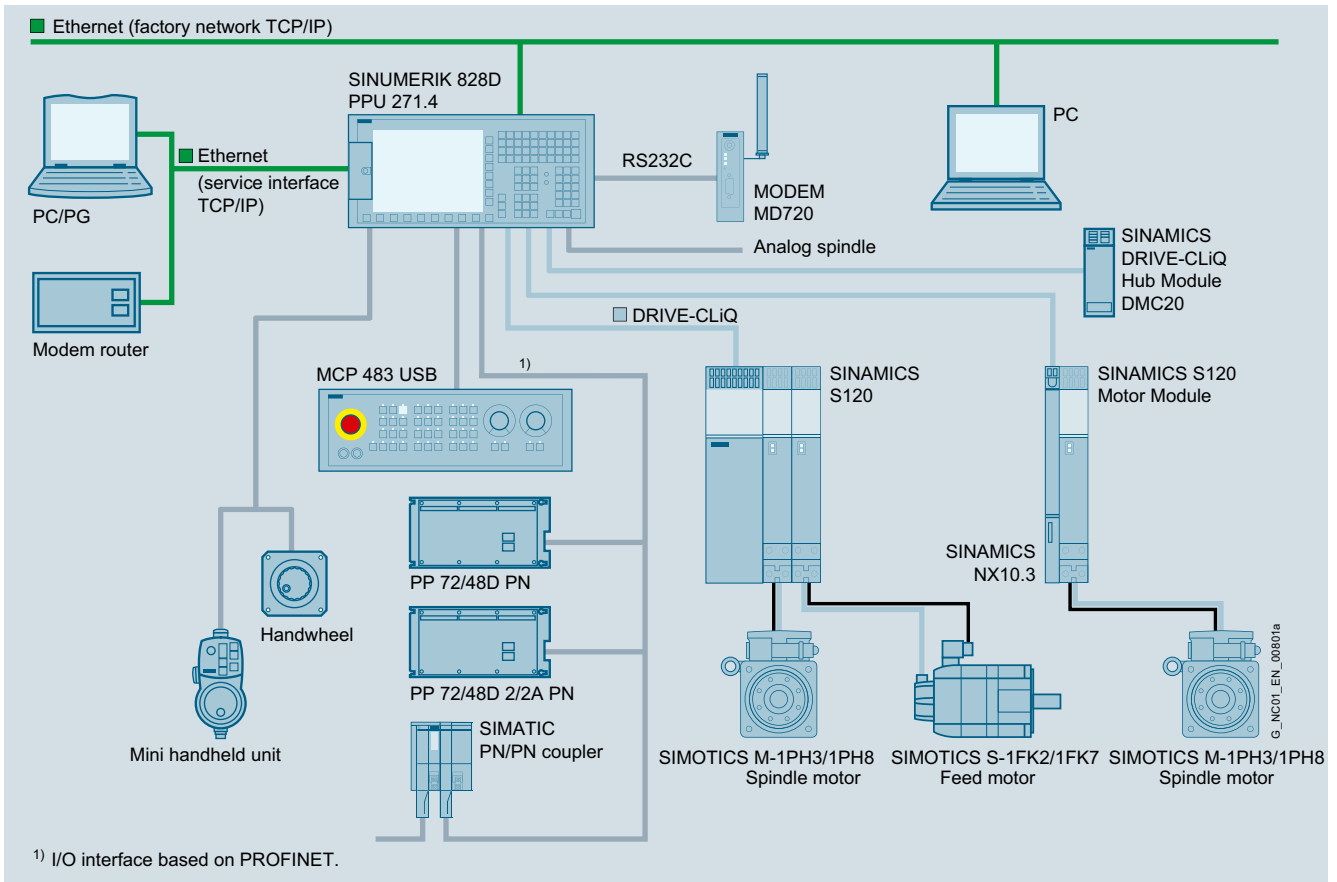 Ethernet (factory network TCP/IP)
SINUMERIK 828D
PPU 271.4
PC
RS232C
Ethernet
(service interface
TCP/IP)
PC/PG
MODEM
MD720
Analog spindle
SINAMICS
DRIVE-CLiQ
Hub Module
DMC20
DRIVE-CLiQ
Modem router
1)
MCP 483 USB
SINAMICS
S120
SINAMICS S120
Motor Module
SINAMICS
NX10.3
PP 72/48D PN
Handwheel
PP 72/48D 2/2A PN
SIMATIC
PN/PN coupler
Mini handheld unit
SIMOTICS M-1PH3/1PH8
Spindle motor
SIMOTICS S-1FK2/1FK7
Feed motor
SIMOTICS M-1PH3/1PH8
Spindle motor
G_NC01_EN_00801a
1) I/O interface based on PROFINET.